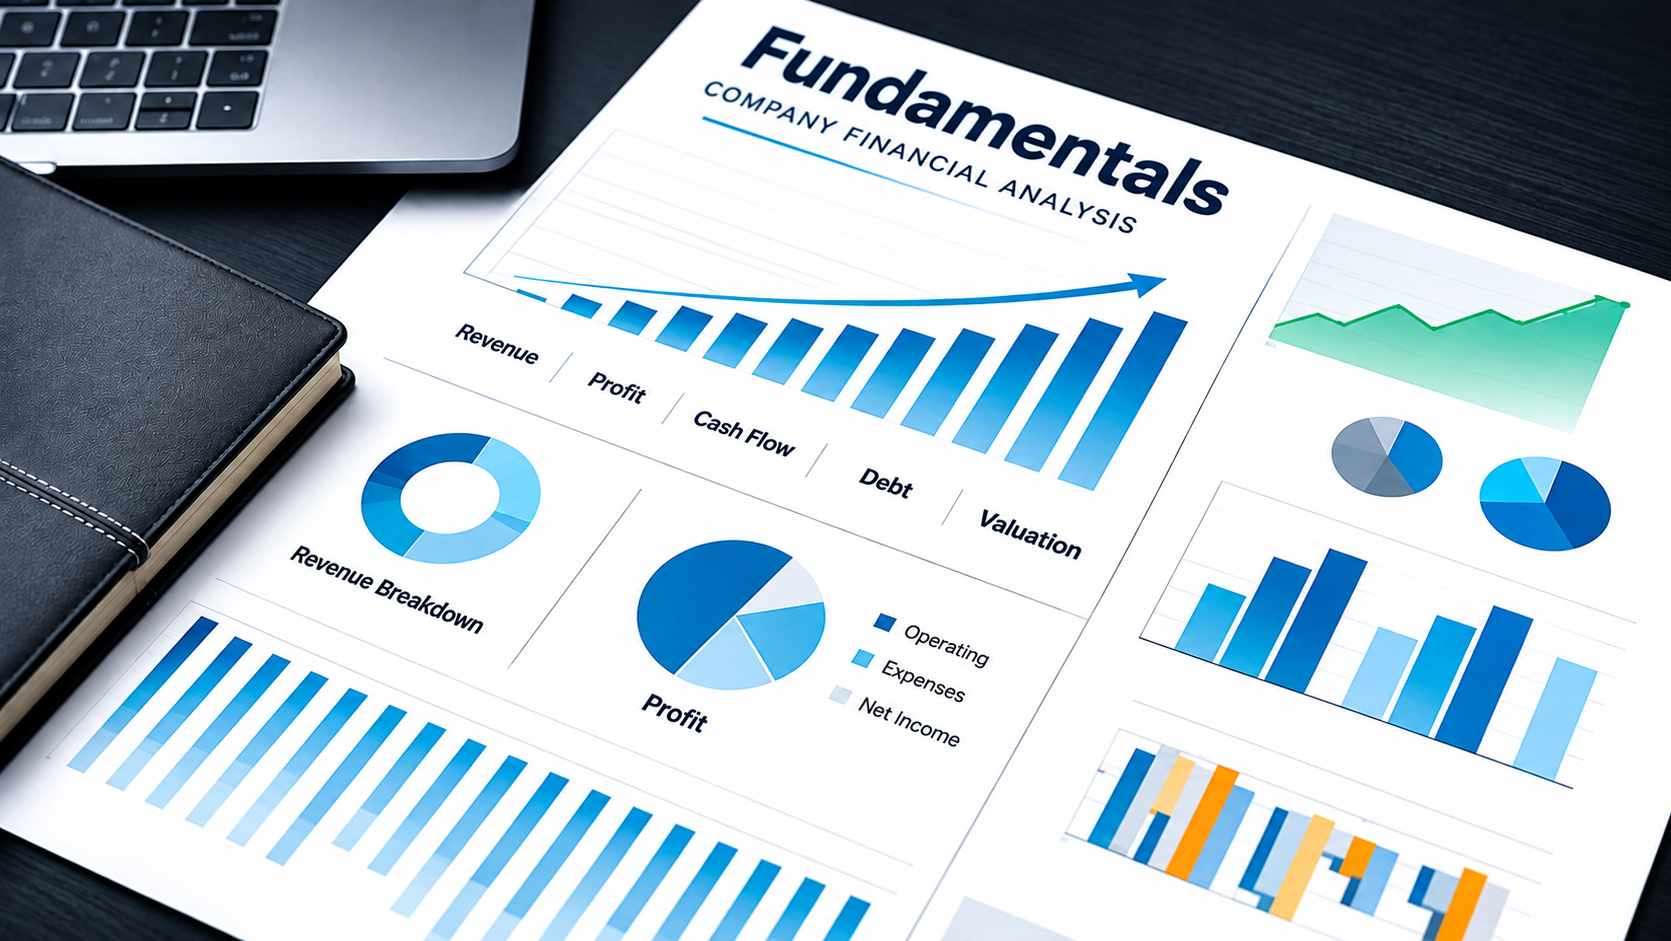 Fundamentals
COMPANY FINANCIAL ANALYSIS
Revenue
Profit
Cash Flow
Debt
Valuation
Revenue Breakdown
Profit
Operating
Expenses
Net Income